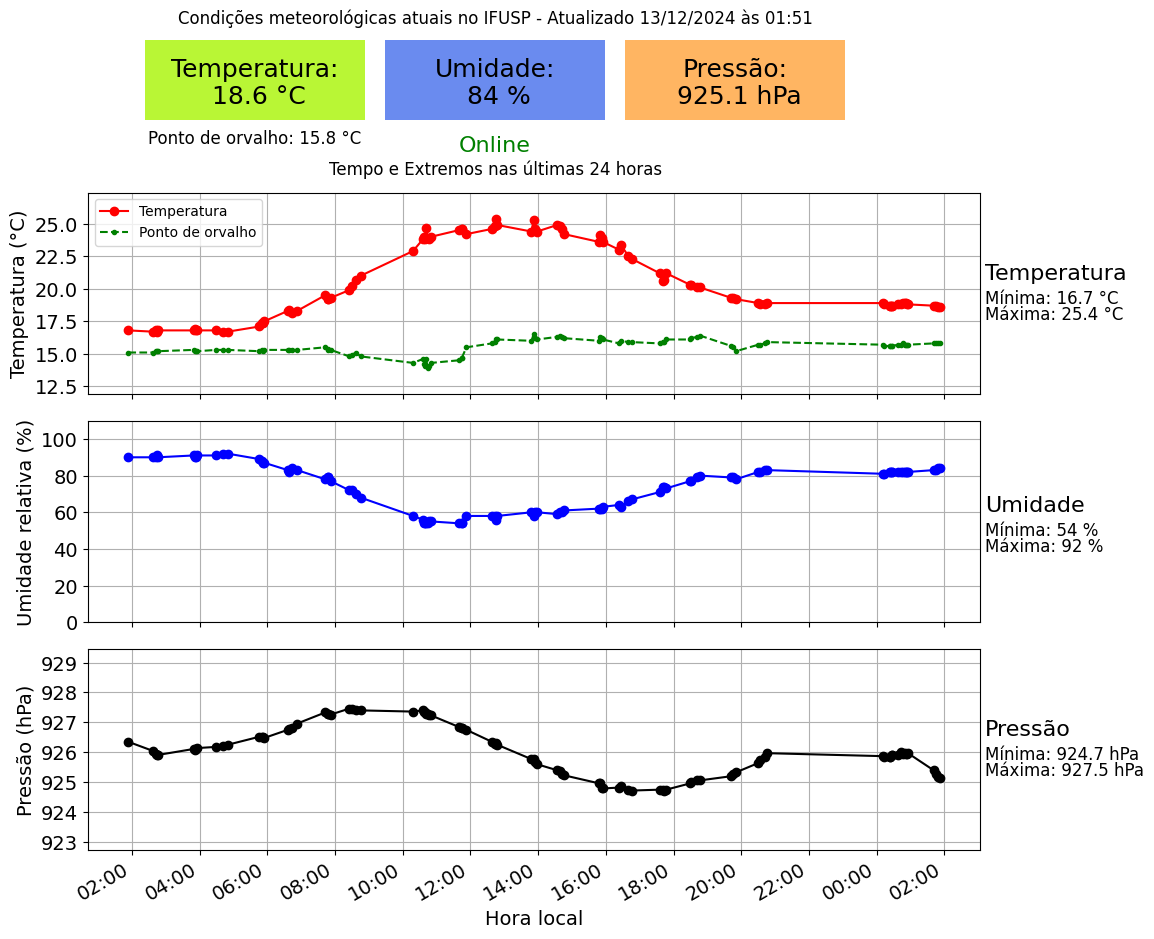 Condições meteorológicas atuais no IFUSP - Atualizado 13/12/2024 às 01:51
Temperatura:
18.6 °C
Umidade:
84 %
Pressão:
925.1 hPa
Ponto de orvalho: 15.8 °C
Online
Tempo e Extremos nas últimas 24 horas
Temperatura (°C)
25.0
22.5
20.0
17.5
15.0
12.5
Temperatura
Ponto de orvalho
Temperatura
Mínima: 16.7 °C
Máxima: 25.4 °C
Umidade relativa (%)
100
80
60
40
20
0
Umidade
Mínima: 54 %
Máxima: 92 %
Pressão (hPa)
929
928
927
926
925
924
923
Pressão
Mínima: 924.7 hPa
Máxima: 927.5 hPa
02:00 04:00 06:00 08:00 10:00 12:00 14:00 16:00 18:00 20:00 22:00 00:00 02:00
Hora local